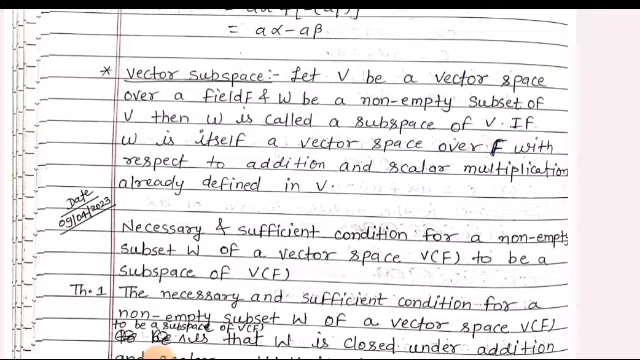 = aα + [-(aβ)]
= aα - aβ
* Vector subspace:- Let V be a vector space
over a field F & W be a non-empty subset of
V then W is called a subspace of V. If
W is itself a vector space over F with
respect to addition and scalar multiplication
already defined in V.
Date
09/04/2023
Necessary & sufficient condition for a non-empty
subset W of a vector space V(F) to be a
subspace of V(F)
Th.1 The necessary and sufficient condition for a
non-empty subset W of a vector space V(F)
to be a subspace of V(F)
that W is closed under addition
and